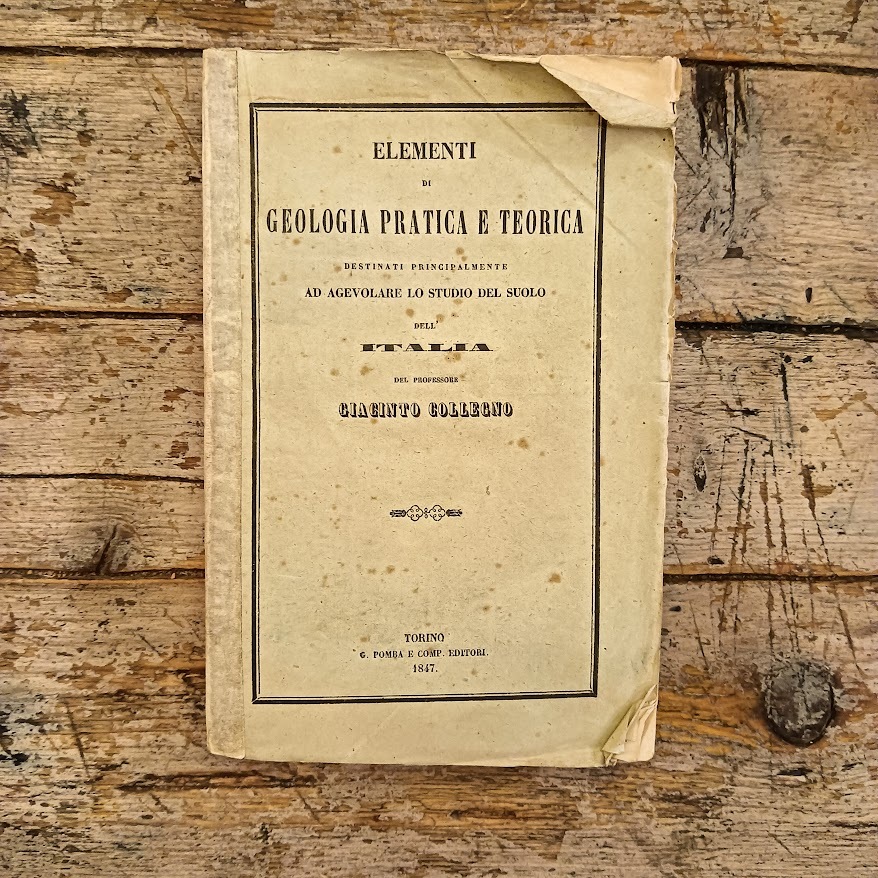 ELEMENTI
DI
GEOLOGIA PRATICA E TEORICA
DESTINATI PRINCIPALMENTE
AD AGEVOLARE LO STUDIO DEL SUOLO
DELL'
ITALIA
DEL PROFESSORE
GIACINTO COLLEGNO
TORINO
G. POMBA E COMP. EDITORI.
1847.